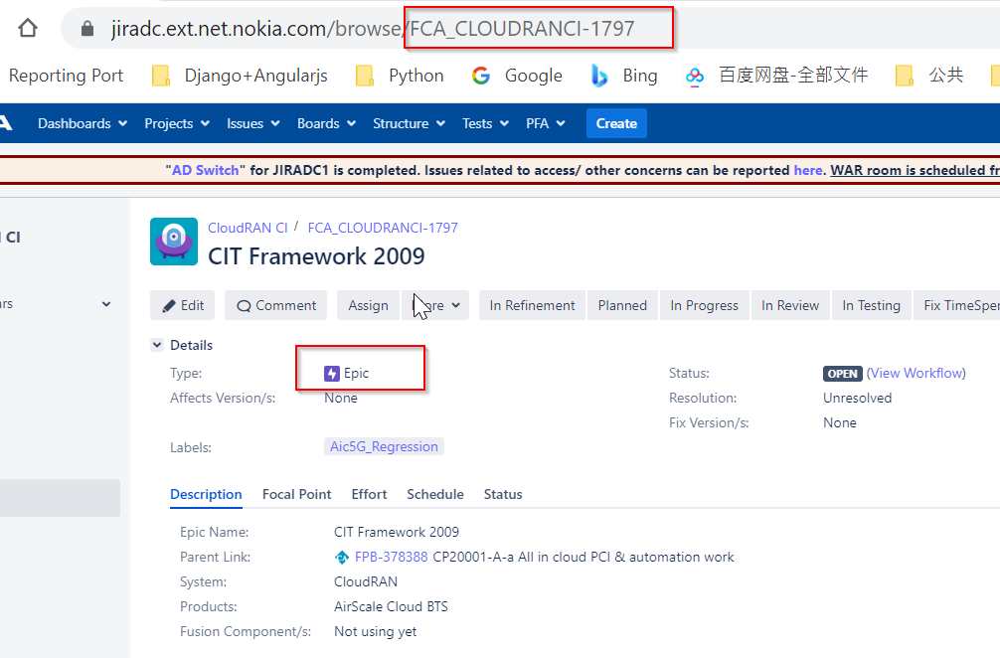 jiradc.ext.net.nokia.com/browse/FCA_CLOUDRANCI-1797
Reporting Port Django+Angularjs Python Google Bing 百度网盘-全部文件 公共
A Dashboards Projects Issues Boards Structure Tests PFA Create
"AD Switch" for JIRADC1 is completed. Issues related to access/ other concerns can be reported here. WAR room is scheduled fr
CI
CloudRAN CI / FCA_CLOUDRANCI-1797
CIT Framework 2009
rs
Edit Comment Assign re In Refinement Planned In Progress In Review In Testing Fix TimeSper
Details
Type: Epic Status: OPEN (View Workflow)
Affects Version/s: None Resolution: Unresolved
Fix Version/s: None
Labels: Aic5G_Regression
Description Focal Point Effort Schedule Status
Epic Name: CIT Framework 2009
Parent Link: FPB-378388 CP20001-A-a All in cloud PCI & automation work
System: CloudRAN
Products: AirScale Cloud BTS
Fusion Component/s: Not using yet